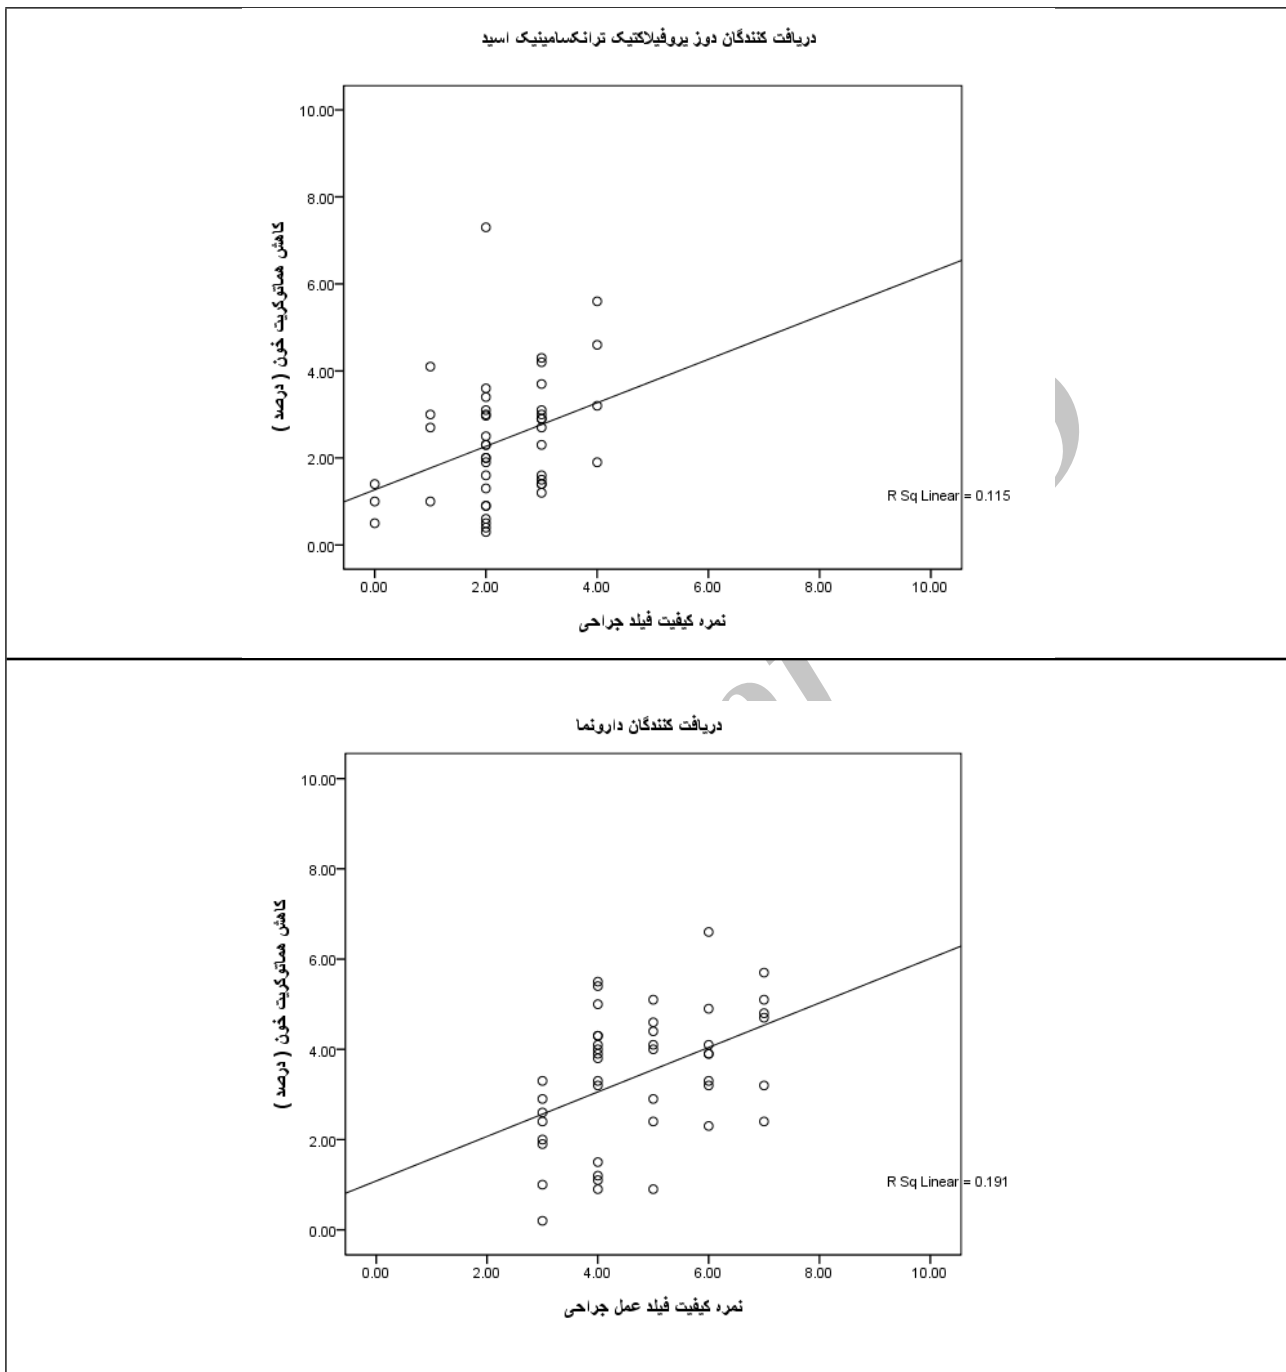 دریافت کنندگان دوز پروفیلاکتیک ترانکسامینیک اسید
کاهش هماتوکریت خون ( درصد )
10.00
8.00
6.00
4.00
2.00
0.00
R Sq Linear = 0.115
0.00 2.00 4.00 6.00 8.00 10.00
نمره کیفیت فیلد جراحی
دریافت کنندگان دارونما
کاهش هماتوکریت خون ( درصد )
10.00
8.00
6.00
4.00
2.00
0.00
R Sq Linear = 0.191
0.00 2.00 4.00 6.00 8.00 10.00
نمره کیفیت فیلد عمل جراحی